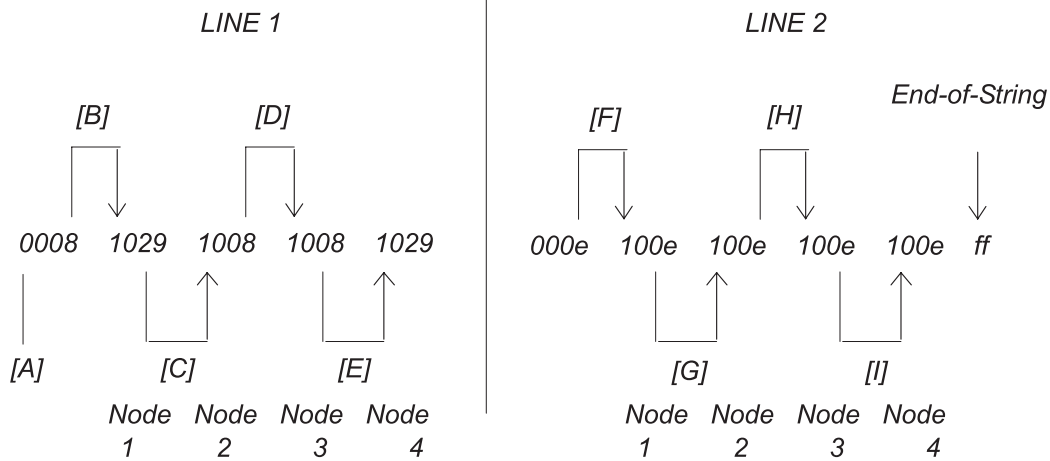 LINE 1 LINE 2
End-of-String
[B] [D] [F] [H]
0008 1029 1008 1008 1029 000e 100e 100e 100e 100e ff
[A] [C] [E] [G] [I]
Node Node Node Node Node Node Node Node
1 2 3 4 1 2 3 4